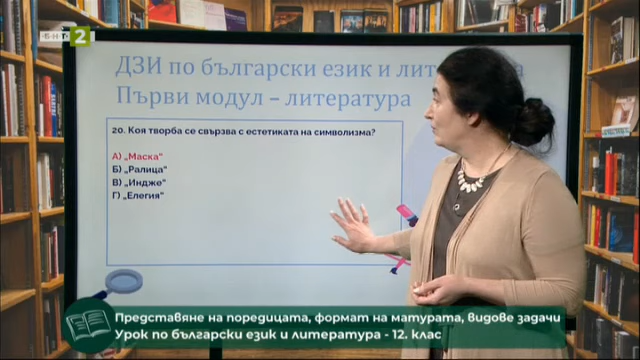 БНТ 2
ДЗИ по български език и лит а
Първи модул – литература
20. Коя творба се свързва с естетиката на символизма?
А) „Маска“
Б) „Ралица“
В) „Индже“
Г) „Елегия“
Представяне на поредицата, формат на матурата, видове задачи
Урок по български език и литература - 12. клас